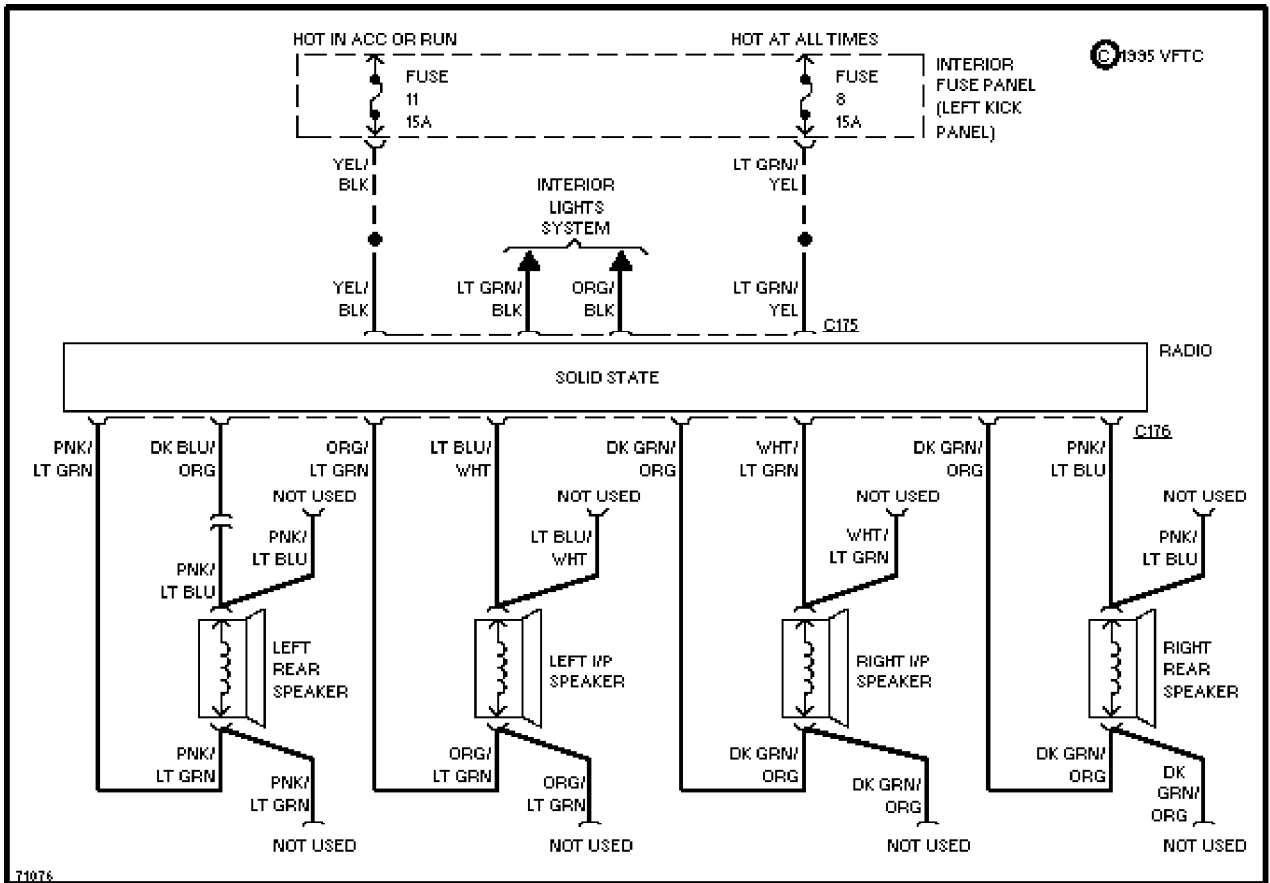 HOT IN ACC OR RUN
HOT AT ALL TIMES
© 1995 VFTC
FUSE
11
15A
FUSE
8
15A
INTERIOR
FUSE PANEL
(LEFT KICK
PANEL)
YEL/
BLK
INTERIOR
LIGHTS
SYSTEM
LT GRN/
YEL
YEL/
BLK
LT GRN/
BLK
ORG/
BLK
LT GRN/
YEL
C175
RADIO
SOLID STATE
C176
PNK/
LT GRN
DK BLU/
ORG
ORG/
LT GRN
LT BLU/
WHT
DK GRN/
ORG
WHT/
LT GRN
DK GRN/
ORG
PNK/
LT BLU
NOT USED
NOT USED
NOT USED
NOT USED
PNK/
LT BLU
PNK/
LT BLU
LT BLU/
WHT
WHT/
LT GRN
PNK/
LT BLU
LEFT
REAR
SPEAKER
LEFT I/P
SPEAKER
RIGHT I/P
SPEAKER
RIGHT
REAR
SPEAKER
PNK/
LT GRN
PNK/
LT GRN
ORG/
LT GRN
ORG/
LT GRN
DK GRN/
ORG
DK GRN/
ORG
DK GRN/
ORG
DK
GRN/
ORG
NOT USED
NOT USED
NOT USED
NOT USED
71076